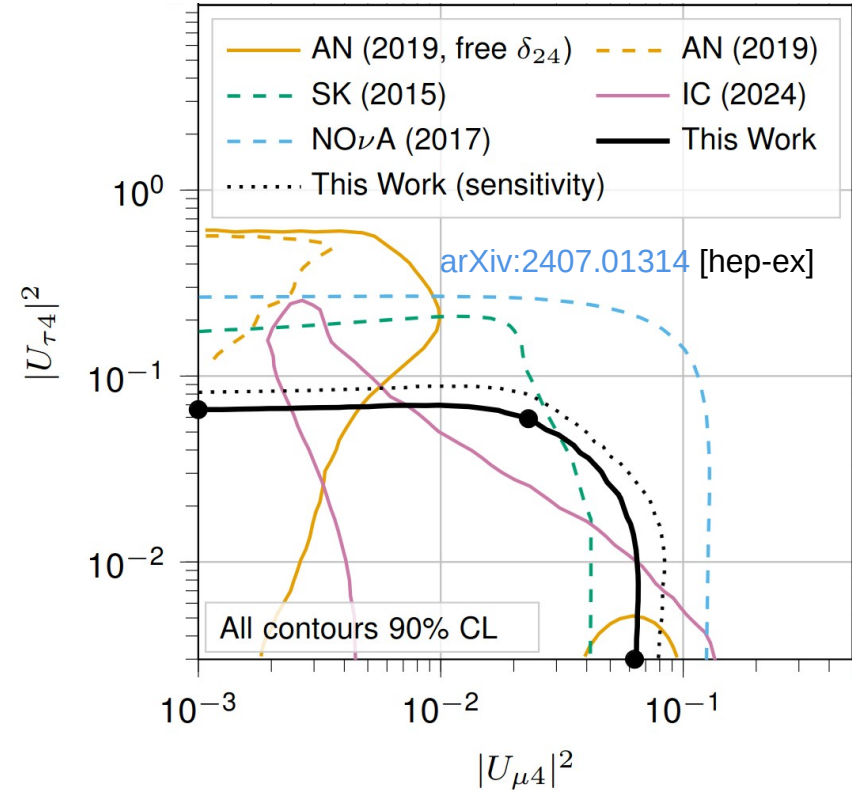 AN (2019, free δ₂₄)
AN (2019)
SK (2015)
IC (2024)
NOνA (2017)
This Work
This Work (sensitivity)
arXiv:2407.01314 [hep-ex]
|U_τ4|²
10⁰
10⁻¹
10⁻²
All contours 90% CL
10⁻³
10⁻²
10⁻¹
|U_μ4|²